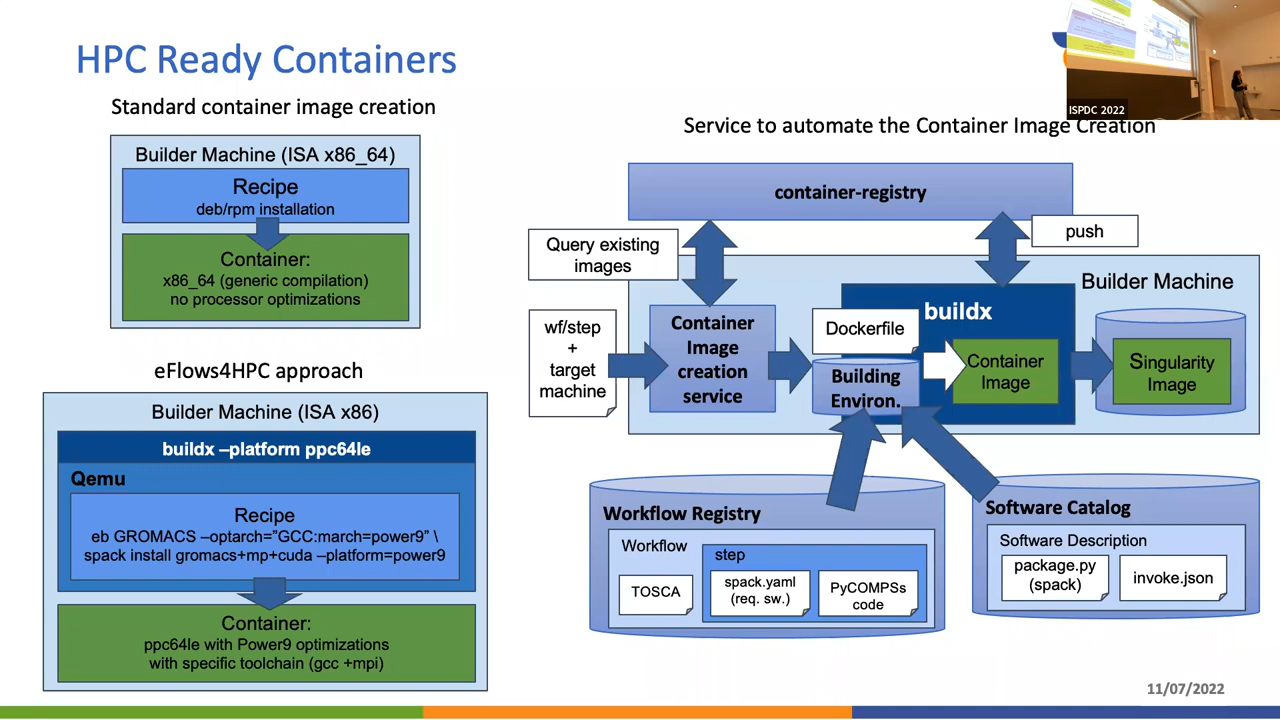 HPC Ready Containers
ISPDC 2022
Standard container image creation
Builder Machine (ISA x86_64)
Recipe
deb/rpm installation
Container:
x86_64 (generic compilation)
no processor optimizations
eFlows4HPC approach
Builder Machine (ISA x86)
buildx –platform ppc64le
Qemu
Recipe
eb GROMACS –optarch=”GCC:march=power9” \
spack install gromacs+mp+cuda –platform=power9
Container:
ppc64le with Power9 optimizations
with specific toolchain (gcc +mpi)
Service to automate the Container Image Creation
container-registry
Query existing
images
push
Builder Machine
wf/step
+
target
machine
Container
Image
creation
service
Dockerfile
buildx
Building
Environ.
Container
Image
Singularity
Image
Workflow Registry
Workflow
TOSCA
step
spack.yaml
(req. sw.)
PyCOMPSs
code
Software Catalog
Software Description
package.py
(spack)
invoke.json
11/07/2022